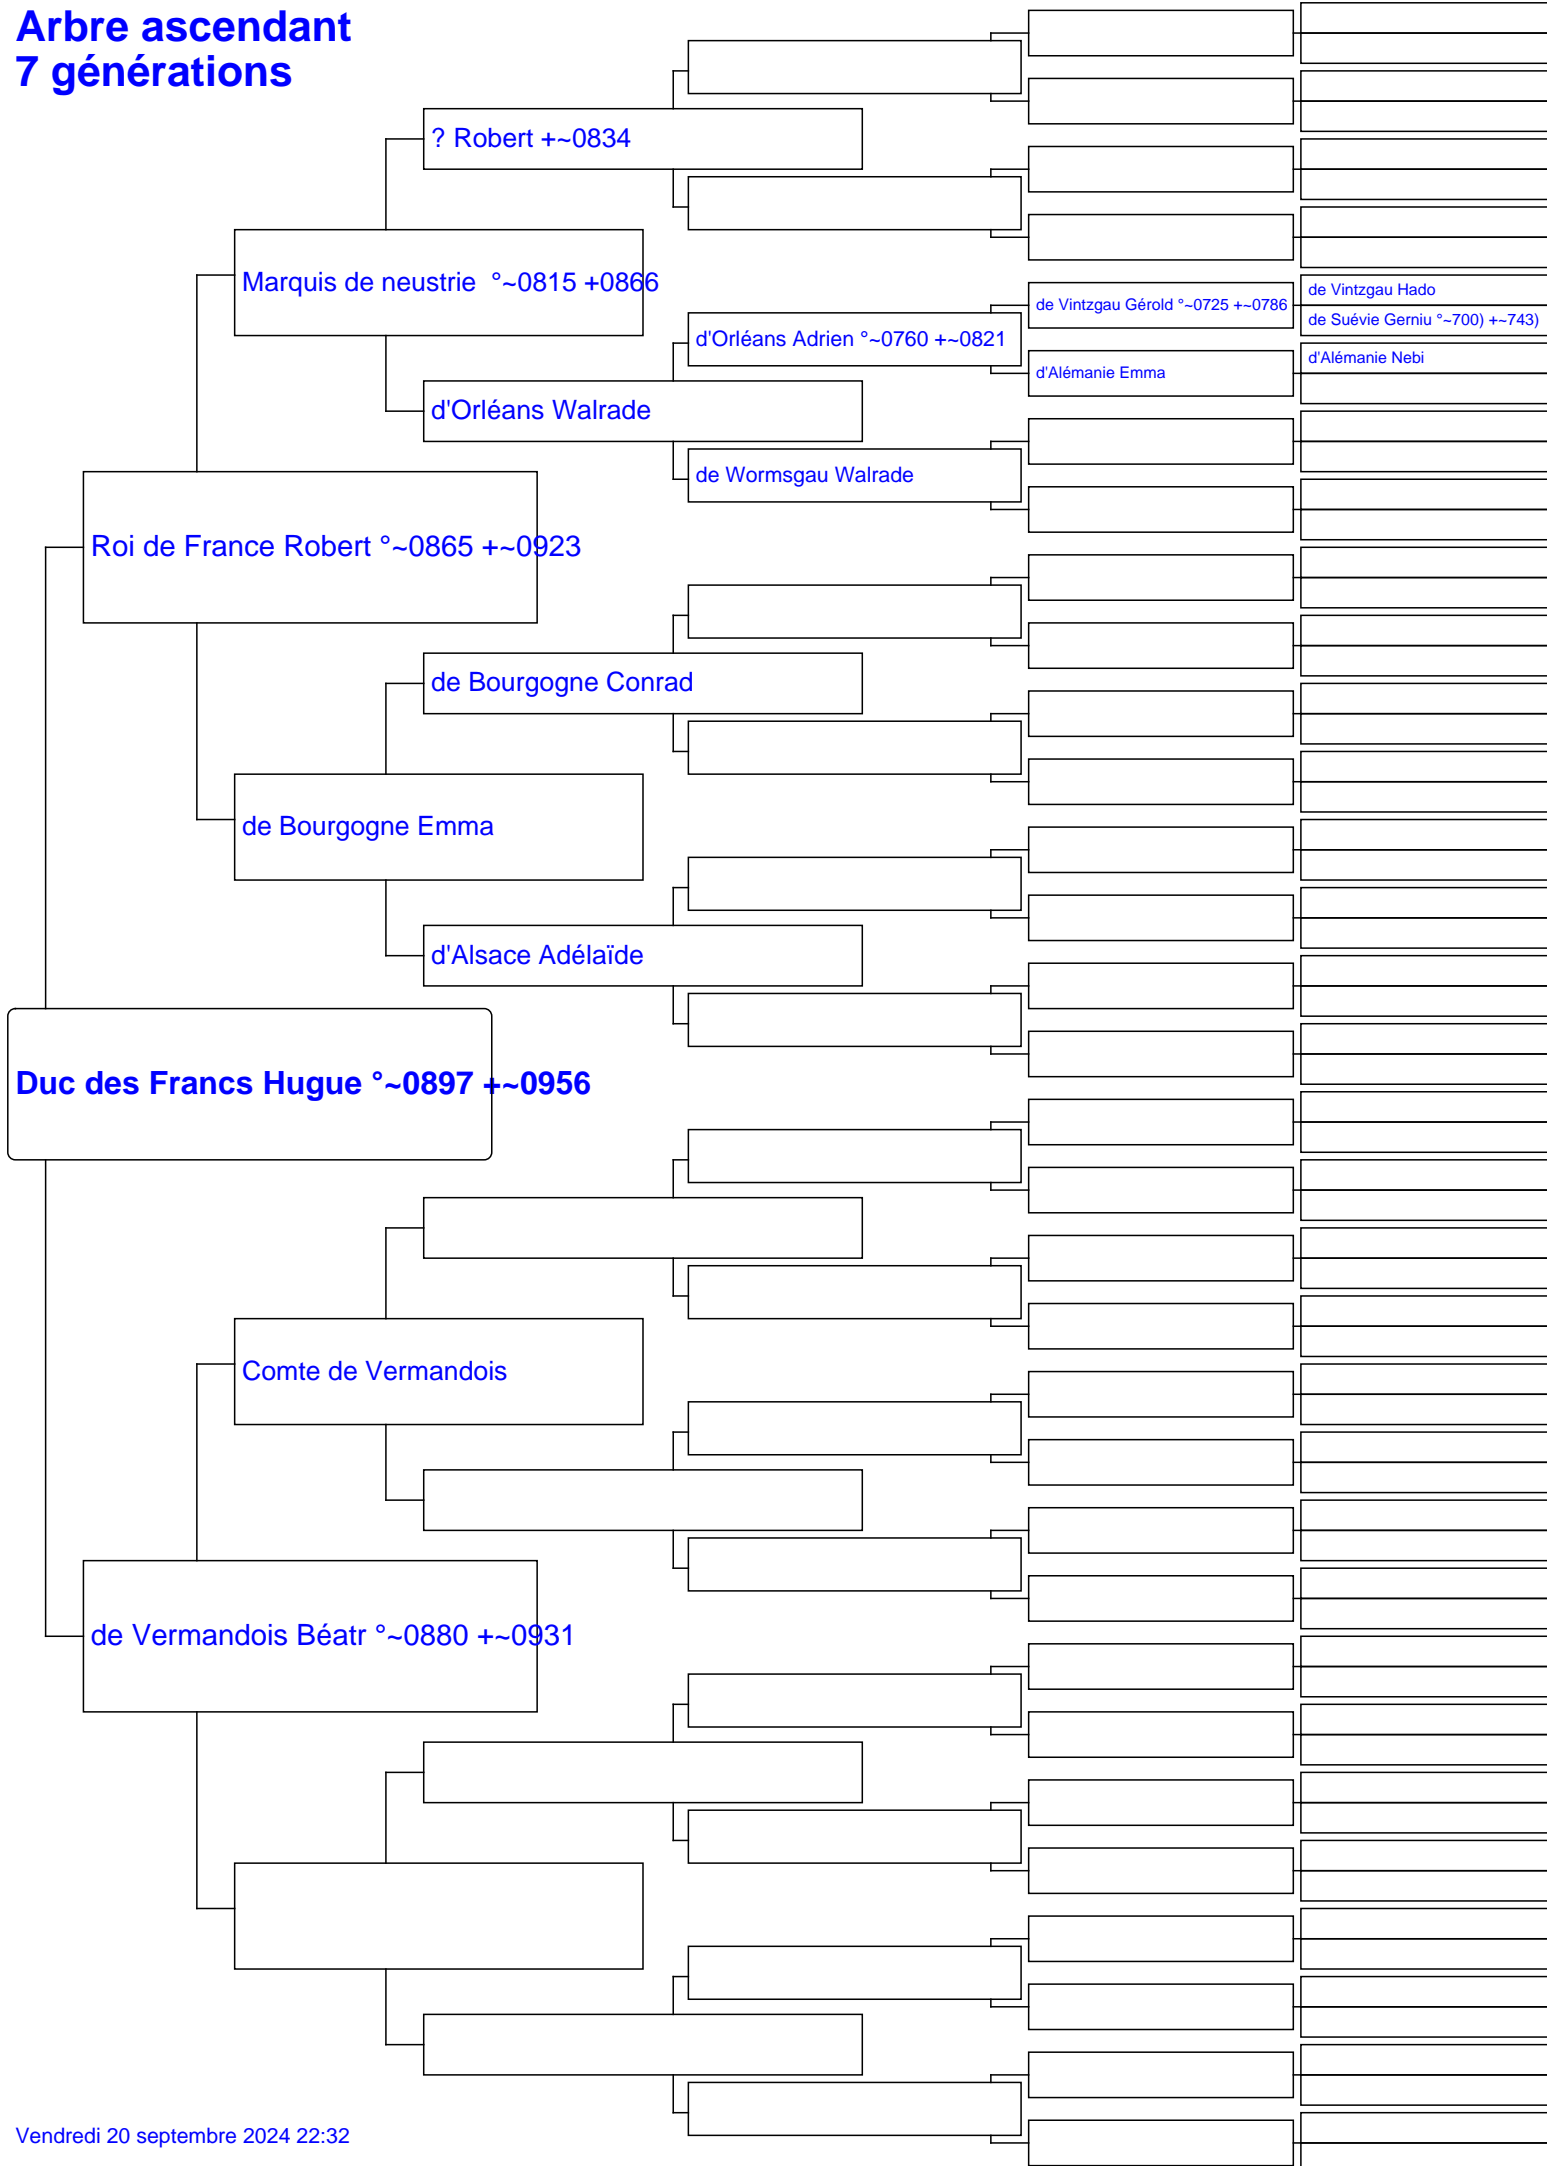 Arbre ascendant
7 générations
? Robert +~0834
Marquis de neustrie  °~0815 +0866
de Vintzgau Hado
de Vintzgau Gérold °~0725 +~0786
de Suévie Gerniu °~700) +~743)
d'Orléans Adrien °~0760 +~0821
d'Alémanie Nebi
d'Alémanie Emma
d'Orléans Walrade
de Wormsgau Walrade
Roi de France Robert °~0865 +~0923
de Bourgogne Conrad
de Bourgogne Emma
d'Alsace Adélaïde
Duc des Francs Hugue °~0897 +~0956
Comte de Vermandois
de Vermandois Béatr °~0880 +~0931
Vendredi 20 septembre 2024 22:32